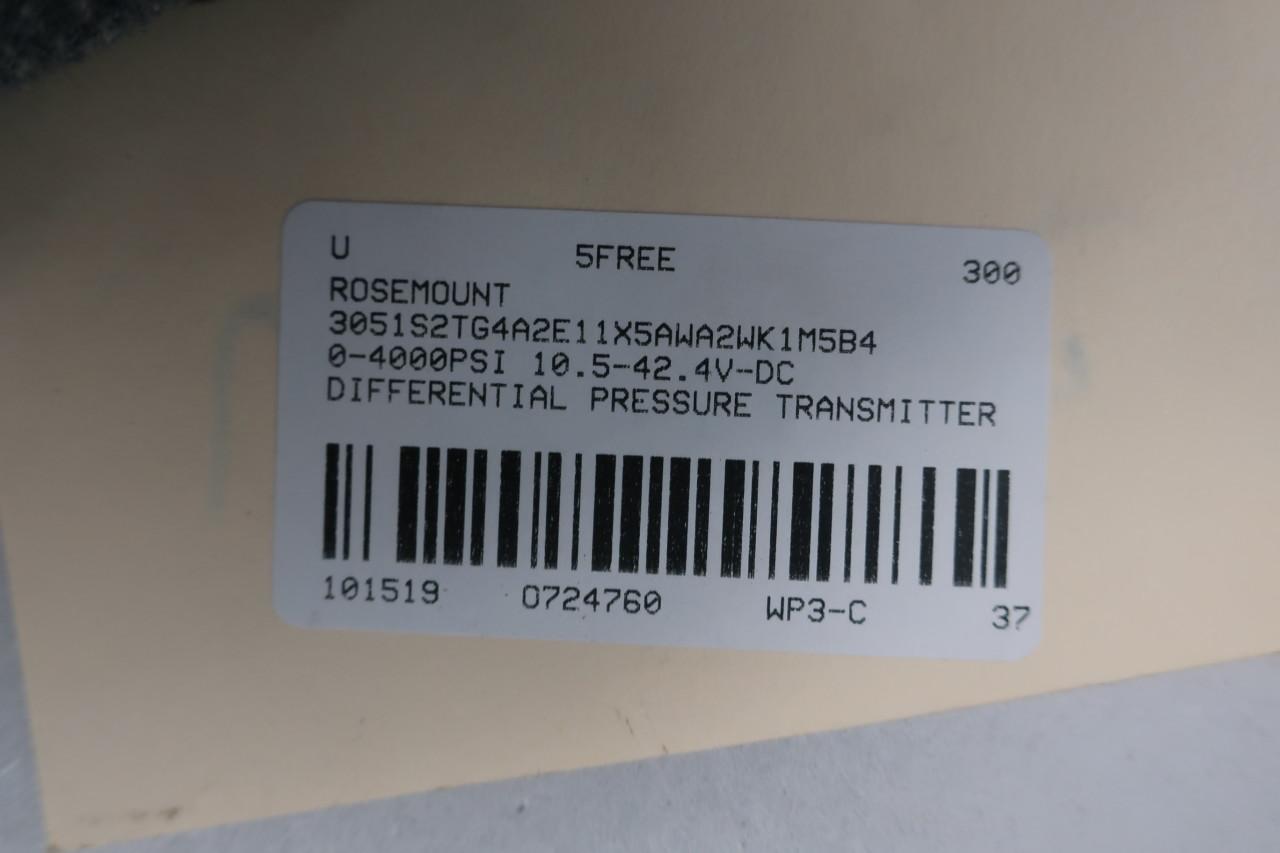 U 5FREE 300
ROSEMOUNT
3051S2TG4A2E11X5AWA2WK1M5B4
0-4000PSI 10.5-42.4V-DC
DIFFERENTIAL PRESSURE TRANSMITTER
101519 0724760 WP3-C 37